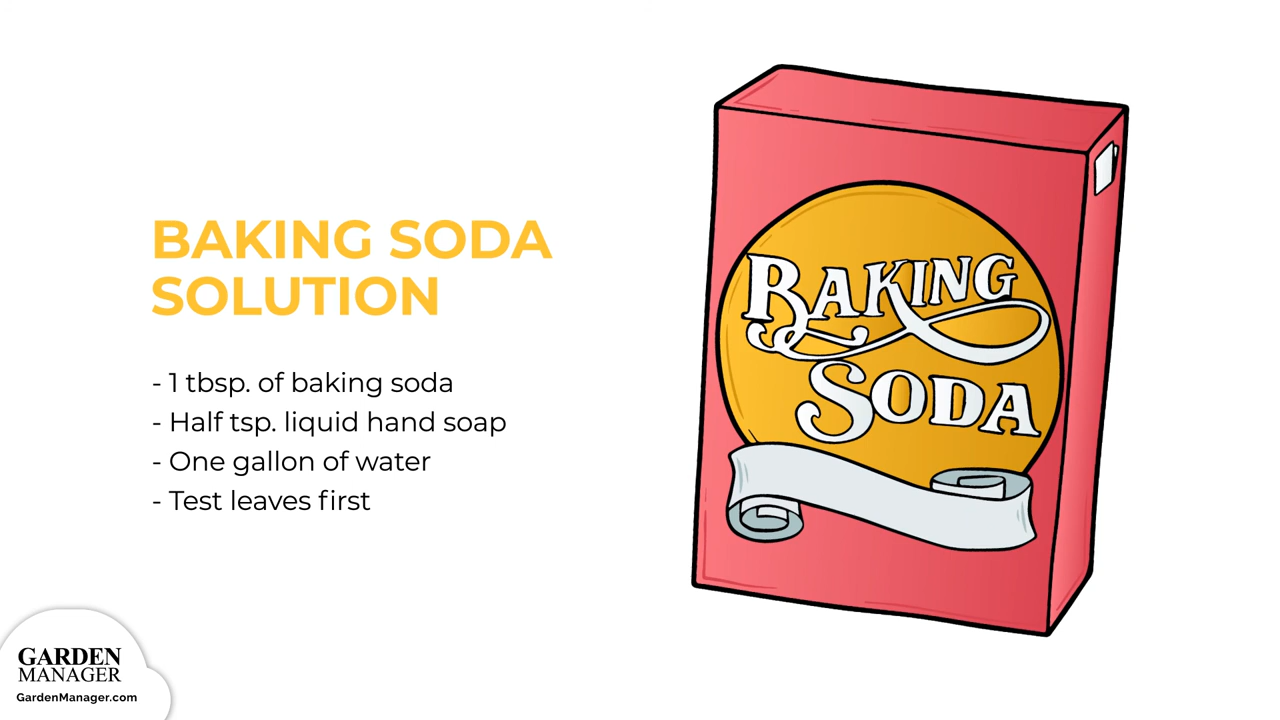 BAKING SODA
SOLUTION
- 1 tbsp. of baking soda
- Half tsp. liquid hand soap
- One gallon of water
- Test leaves first
BAKING
SODA
GARDEN
MANAGER
GardenManager.com